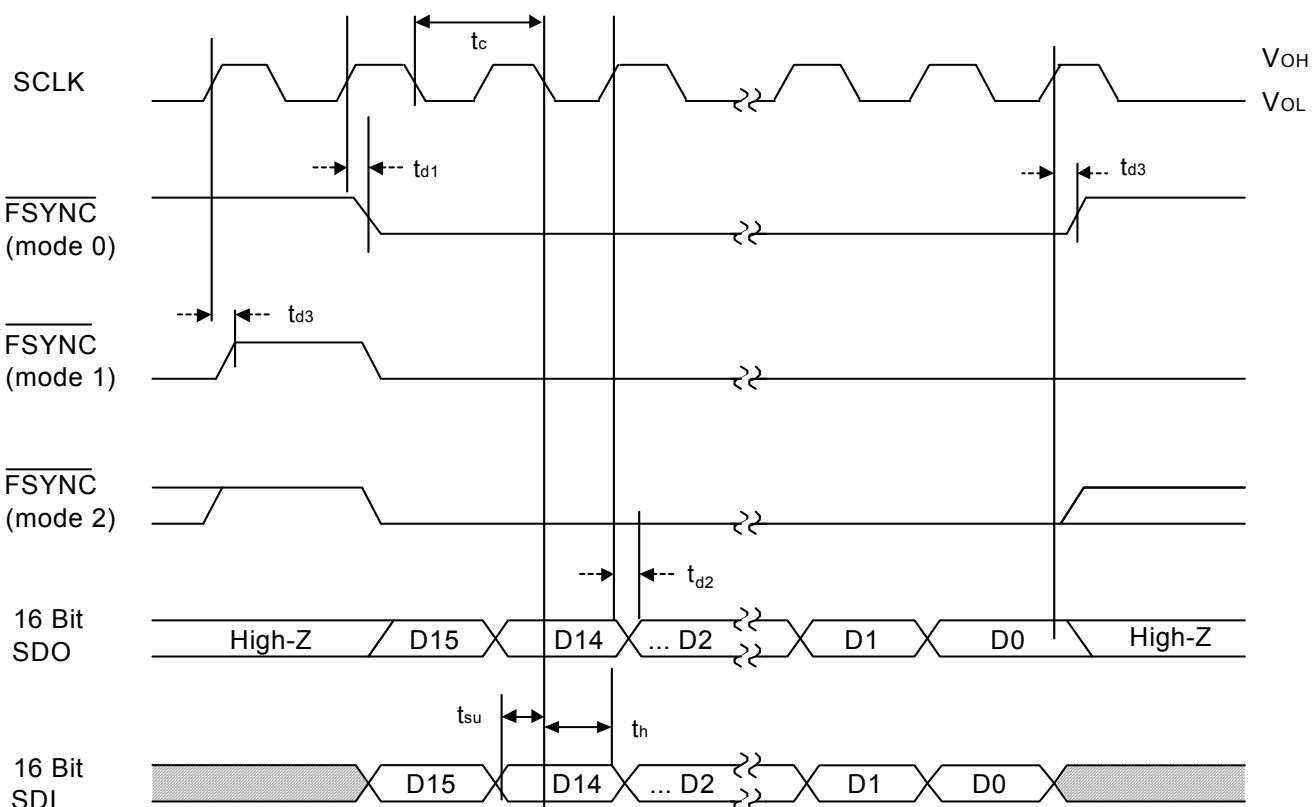 tc
SCLK
VOH
VOL
td1
td3
FSYNC
(mode 0)
td3
FSYNC
(mode 1)
FSYNC
(mode 2)
td2
16 Bit
SDO
High-Z
D15
D14
... D2
D1
D0
High-Z
tsu
th
16 Bit
SDI
D15
D14
... D2
D1
D0